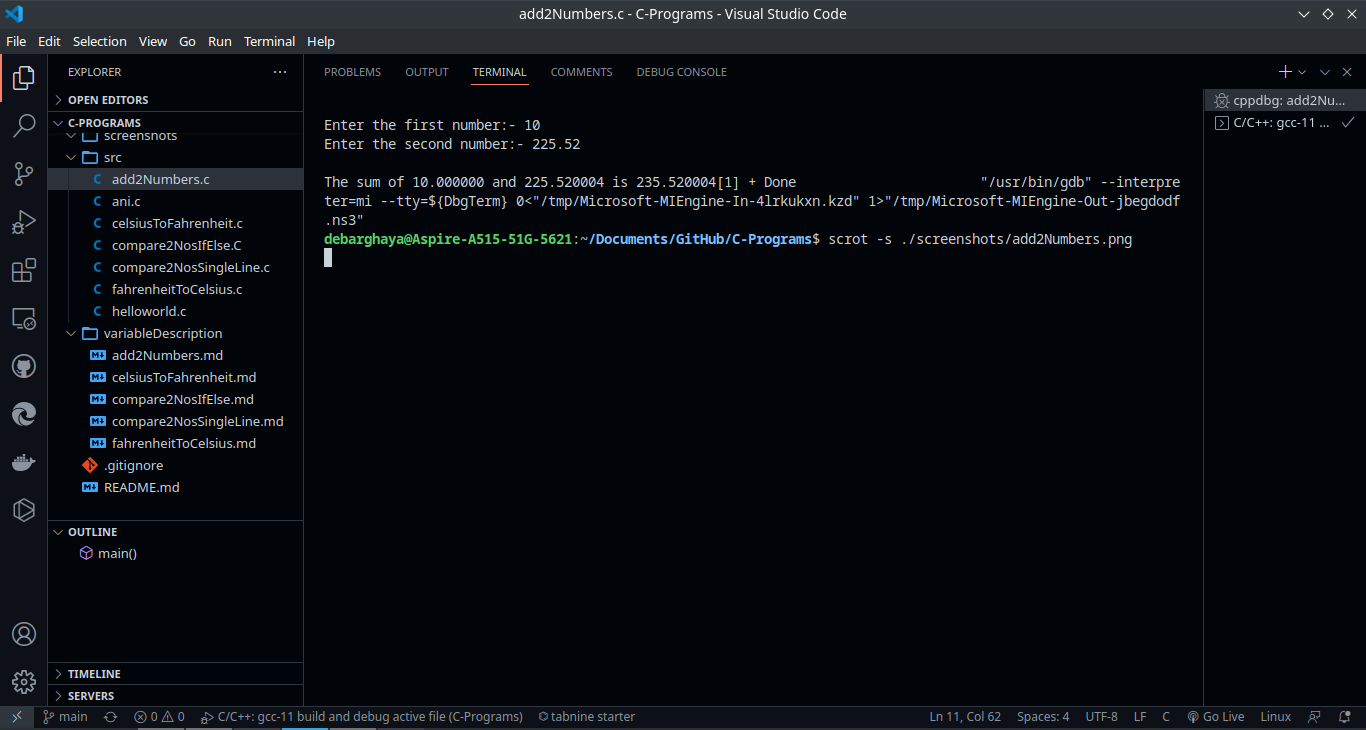 add2Numbers.c - C-Programs - Visual Studio Code
File Edit Selection View Go Run Terminal Help
EXPLORER
OPEN EDITORS
C-PROGRAMS
screenshots
src
add2Numbers.c
ani.c
celsiusToFahrenheit.c
compare2NosIfElse.C
compare2NosSingleLine.c
fahrenheitToCelsius.c
helloworld.c
variableDescription
add2Numbers.md
celsiusToFahrenheit.md
compare2NosIfElse.md
compare2NosSingleLine.md
fahrenheitToCelsius.md
.gitignore
README.md
OUTLINE
main()
TIMELINE
SERVERS
PROBLEMS OUTPUT TERMINAL COMMENTS DEBUG CONSOLE
Enter the first number:- 10
Enter the second number:- 225.52
The sum of 10.000000 and 225.520004 is 235.520004[1] + Done "/usr/bin/gdb" --interpre
ter=mi --tty=${DbgTerm} 0<"/tmp/Microsoft-MIEngine-In-4lrkukxn.kzd" 1>"/tmp/Microsoft-MIEngine-Out-jbegdodf
.ns3"
debarghaya@Aspire-A515-51G-5621:~/Documents/GitHub/C-Programs$ scrot -s ./screenshots/add2Numbers.png
cppdbg: add2Nu...
C/C++: gcc-11 ...
main 0 0 C/C++: gcc-11 build and debug active file (C-Programs) tabnine starter Ln 11, Col 62 Spaces: 4 UTF-8 LF C Go Live Linux